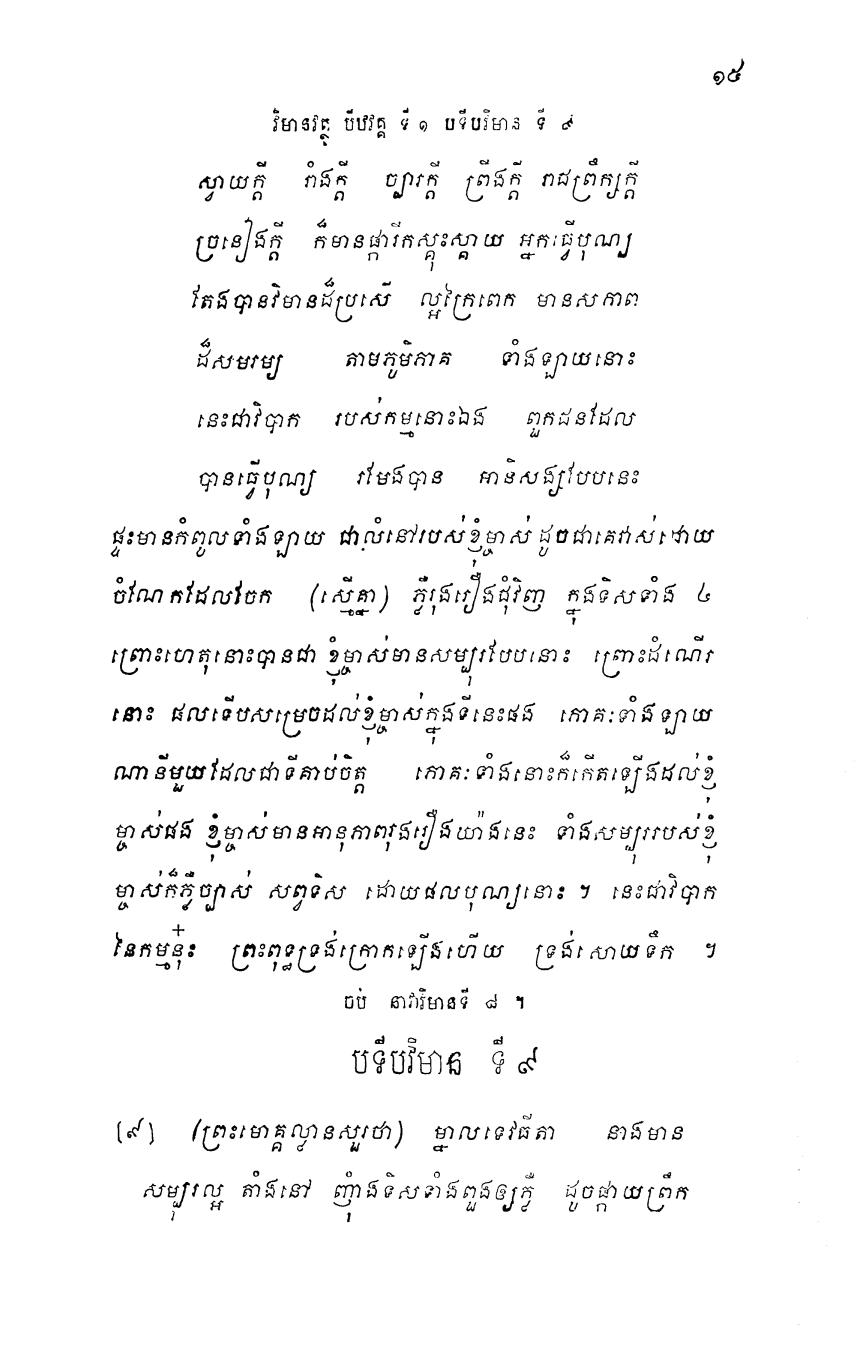 ១៥
វិមានវត្ថុ បីឋវគ្គ ទី ១ បទីបវិមាន ទី ៩
ស្វាយក្តី រាំងក្តី ច្បារក្តី ព្រីងក្តី រាជព្រឹក្សក្តី
ច្រនៀងក្តី ក៏មានផ្ការីកស្គុះស្គាយ អ្នកធ្វើបុណ្យ
តែងបានវិមានដ៏ប្រសើ ល្អក្រៃពេក មានសភាព
ដ៏សមរម្យ តាមភូមិភាគ ទាំងឡាយនោះ
នេះជាវិបាក របស់កម្មនោះឯង ពួកជនដែល
បានធ្វើបុណ្យ រមែងបាន អានិសង្សបែបនេះ
ផ្ទះមានកំពូលទាំងឡាយ ជាលំនៅរបស់ខ្ញុំម្ចាស់ ដូចជាគេវាស់ដោយ
ចំណែកដែលចែក (ស្មើគ្នា) ភ្លឺរុងរឿងជុំវិញ ក្នុងទិសទាំង ៤
ព្រោះហេតុនោះបានជា ខ្ញុំម្ចាស់មានសម្បុរបែបនោះ ព្រោះដំណើរ
នោះ ផលទើបសម្រេចដល់ខ្ញុំម្ចាស់ក្នុងទីនេះផង ភោគៈទាំងឡាយ
ណានីមួយដែលជាទីគាប់ចិត្ត ភោគៈទាំងនោះក៏កើតឡើងដល់ខ្ញុំ
ម្ចាស់ផង ខ្ញុំម្ចាស់មានអានុភាពរុងរឿងយ៉ាងនេះ ទាំងសម្បុររបស់ខ្ញុំ
ម្ចាស់ក៏ភ្លឺច្បាស់ សព្វទិស ដោយផលបុណ្យនោះ ។ នេះជាវិបាក
នៃកម្មនុ៎ះ ព្រះពុទ្ធទ្រង់ក្រោកឡើងហើយ ទ្រង់សោយទឹក ។
ចប់ នាវាវិមានទី ៨ ។
បទីបវិមាន ទី ៩
[៩] (ព្រះមោគ្គល្លានសួរថា) ម្នាលទេវធីតា នាងមាន
សម្បុរល្អ តាំងនៅ ញុំាងទិសទាំងពួងឲ្យភ្លឺ ដូចផ្កាយព្រឹក